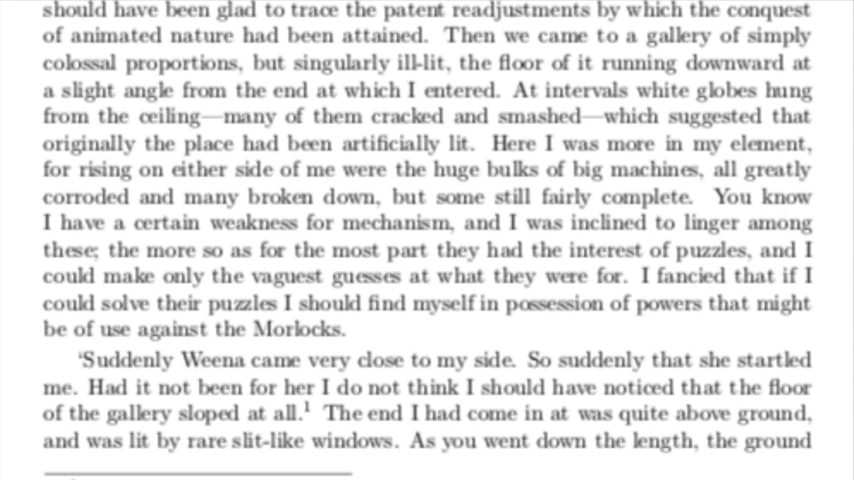 should have been glad to trace the patent readjustments by which the conquest
of animated nature had been attained. Then we came to a gallery of simply
colossal proportions, but singularly ill-lit, the floor of it running downward at
a slight angle from the end at which I entered. At intervals white globes hung
from the ceiling—many of them cracked and smashed—which suggested that
originally the place had been artificially lit. Here I was more in my element,
for rising on either side of me were the huge bulks of big machines, all greatly
corroded and many broken down, but some still fairly complete. You know
I have a certain weakness for mechanism, and I was inclined to linger among
these; the more so as for the most part they had the interest of puzzles, and I
could make only the vaguest guesses at what they were for. I fancied that if I
could solve their puzzles I should find myself in possession of powers that might
be of use against the Morlocks.
‘Suddenly Weena came very close to my side. So suddenly that she startled
me. Had it not been for her I do not think I should have noticed that the floor
of the gallery sloped at all.¹ The end I had come in at was quite above ground,
and was lit by rare slit-like windows. As you went down the length, the ground